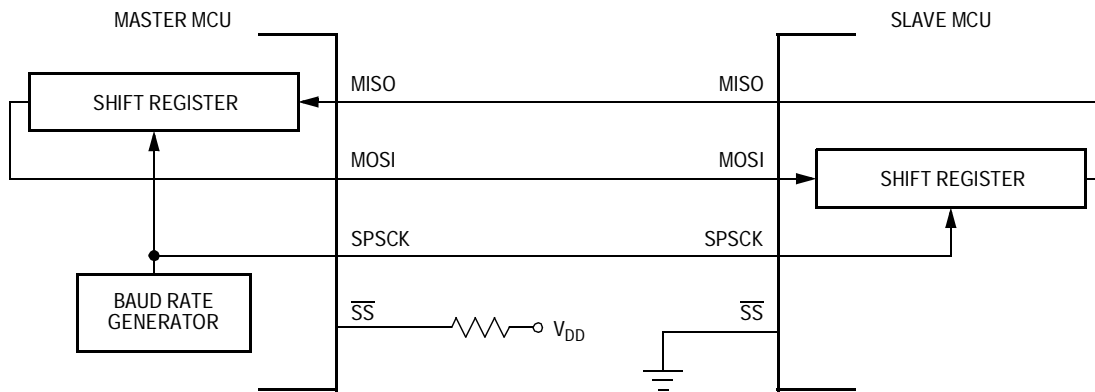 MASTER MCU
SLAVE MCU
SHIFT REGISTER
MISO
MISO
MOSI
MOSI
SHIFT REGISTER
SPSCK
SPSCK
BAUD RATE
GENERATOR
SS
VDD
SS